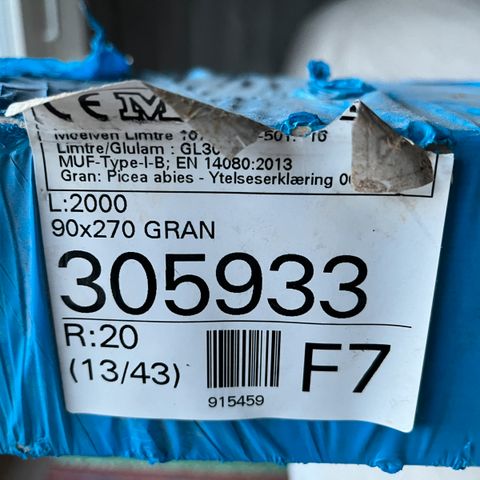 CE M
Moelven Limtre
Limtre/Glulam : GL30
MUF-Type-I-B; EN 14080:2013
Gran: Picea abies - Ytelseserklæring
L:2000
90x270 GRAN
305933
R:20
(13/43)
F7
915459